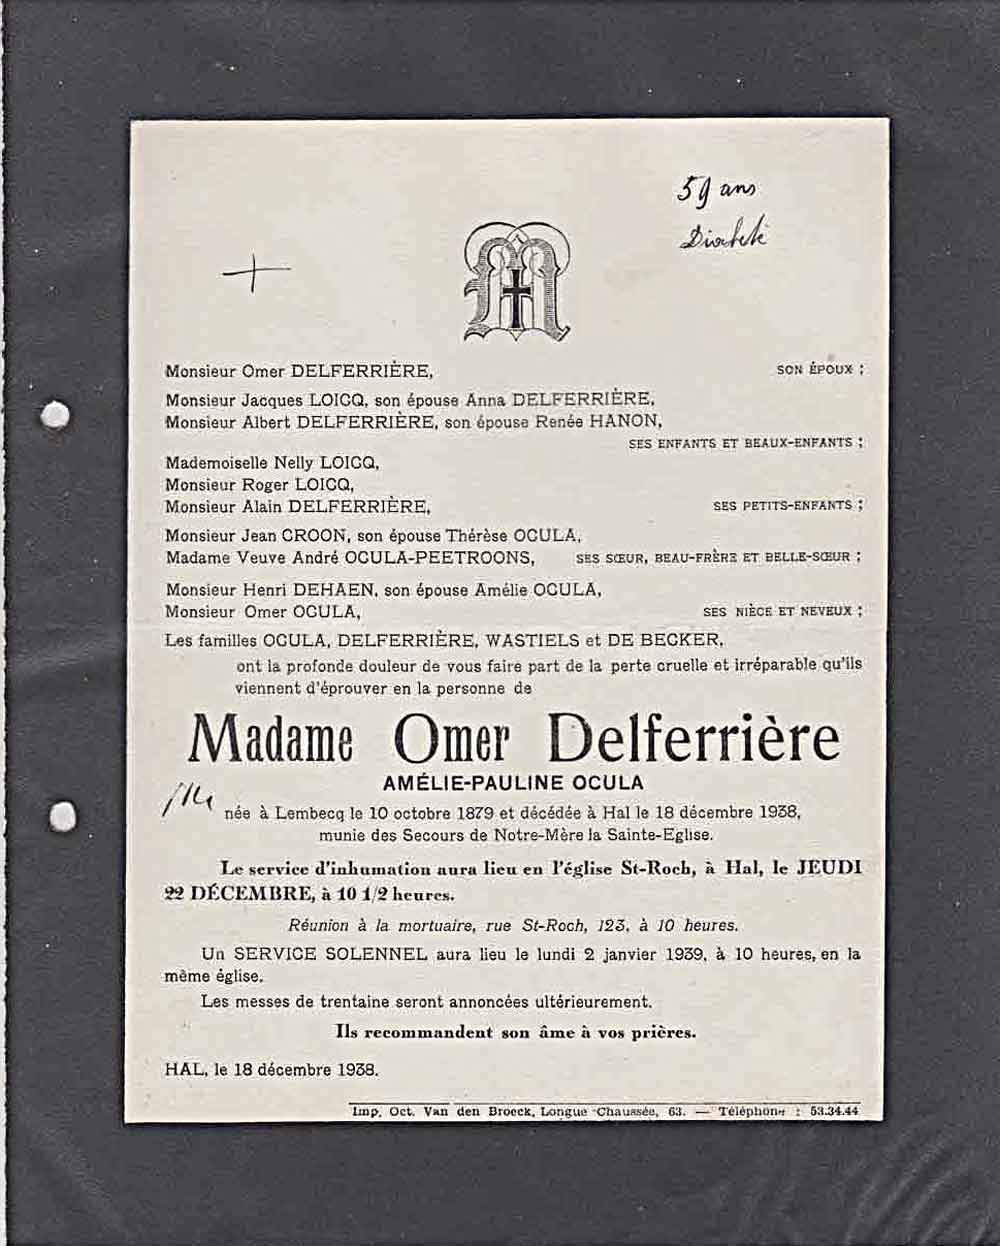 59 ans
Diabète
M
Monsieur Omer DELFERRIÈRE, SON ÉPOUX ;
Monsieur Jacques LOICQ, son épouse Anna DELFERRIÈRE,
Monsieur Albert DELFERRIÈRE, son épouse Renée HANON,
SES ENFANTS ET BEAUX-ENFANTS ;
Mademoiselle Nelly LOICQ,
Monsieur Roger LOICQ,
Monsieur Alain DELFERRIÈRE, SES PETITS-ENFANTS ;
Monsieur Jean CROON, son épouse Thérèse OCULA,
Madame Veuve André OCULA-PEETROONS, SES SŒUR, BEAU-FRÈRE ET BELLE-SŒUR ;
Monsieur Henri DEHAEN, son épouse Amélie OCULA,
Monsieur Omer OCULA, SES NIÈCE ET NEVEUX ;
Les familles OCULA, DELFERRIÈRE, WASTIELS et DE BECKER,
ont la profonde douleur de vous faire part de la perte cruelle et irréparable qu'ils
viennent d'éprouver en la personne de
Madame Omer Delferrière
AMÉLIE-PAULINE OCULA
née à Lembecq le 10 octobre 1879 et décédée à Hal le 18 décembre 1938,
munie des Secours de Notre-Mère la Sainte-Eglise.
Le service d'inhumation aura lieu en l'église St-Roch, à Hal, le JEUDI
22 DÉCEMBRE, à 10 1/2 heures.
Réunion à la mortuaire, rue St-Roch, 123, à 10 heures.
Un SERVICE SOLENNEL aura lieu le lundi 2 janvier 1939, à 10 heures, en la
même église.
Les messes de trentaine seront annoncées ultérieurement.
Ils recommandent son âme à vos prières.
HAL, le 18 décembre 1938.
Imp. Oct. Van den Broeck, Longue Chaussée, 63. — Téléphone : 53.34.44